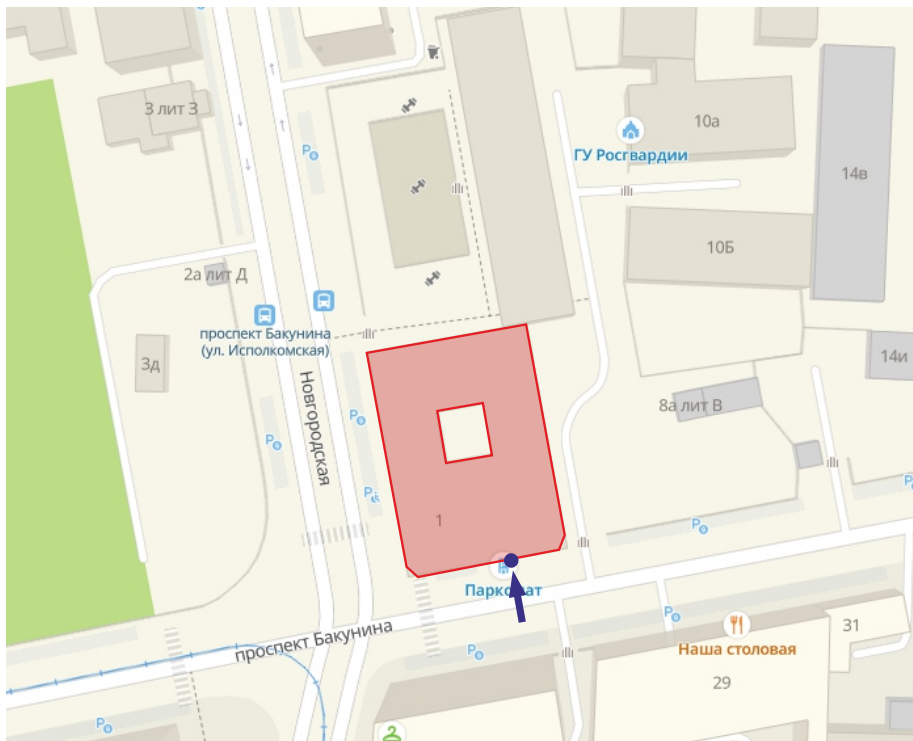 3 лит З
10а
ГУ Росгвардии
14в
10Б
2а лит Д
проспект Бакунина
(ул. Исполкомская)
3д
14и
Новгородская
8а лит В
1
Паркомат
проспект Бакунина
Наша столовая
31
29
P
P
P
P
P
P
P
P
P